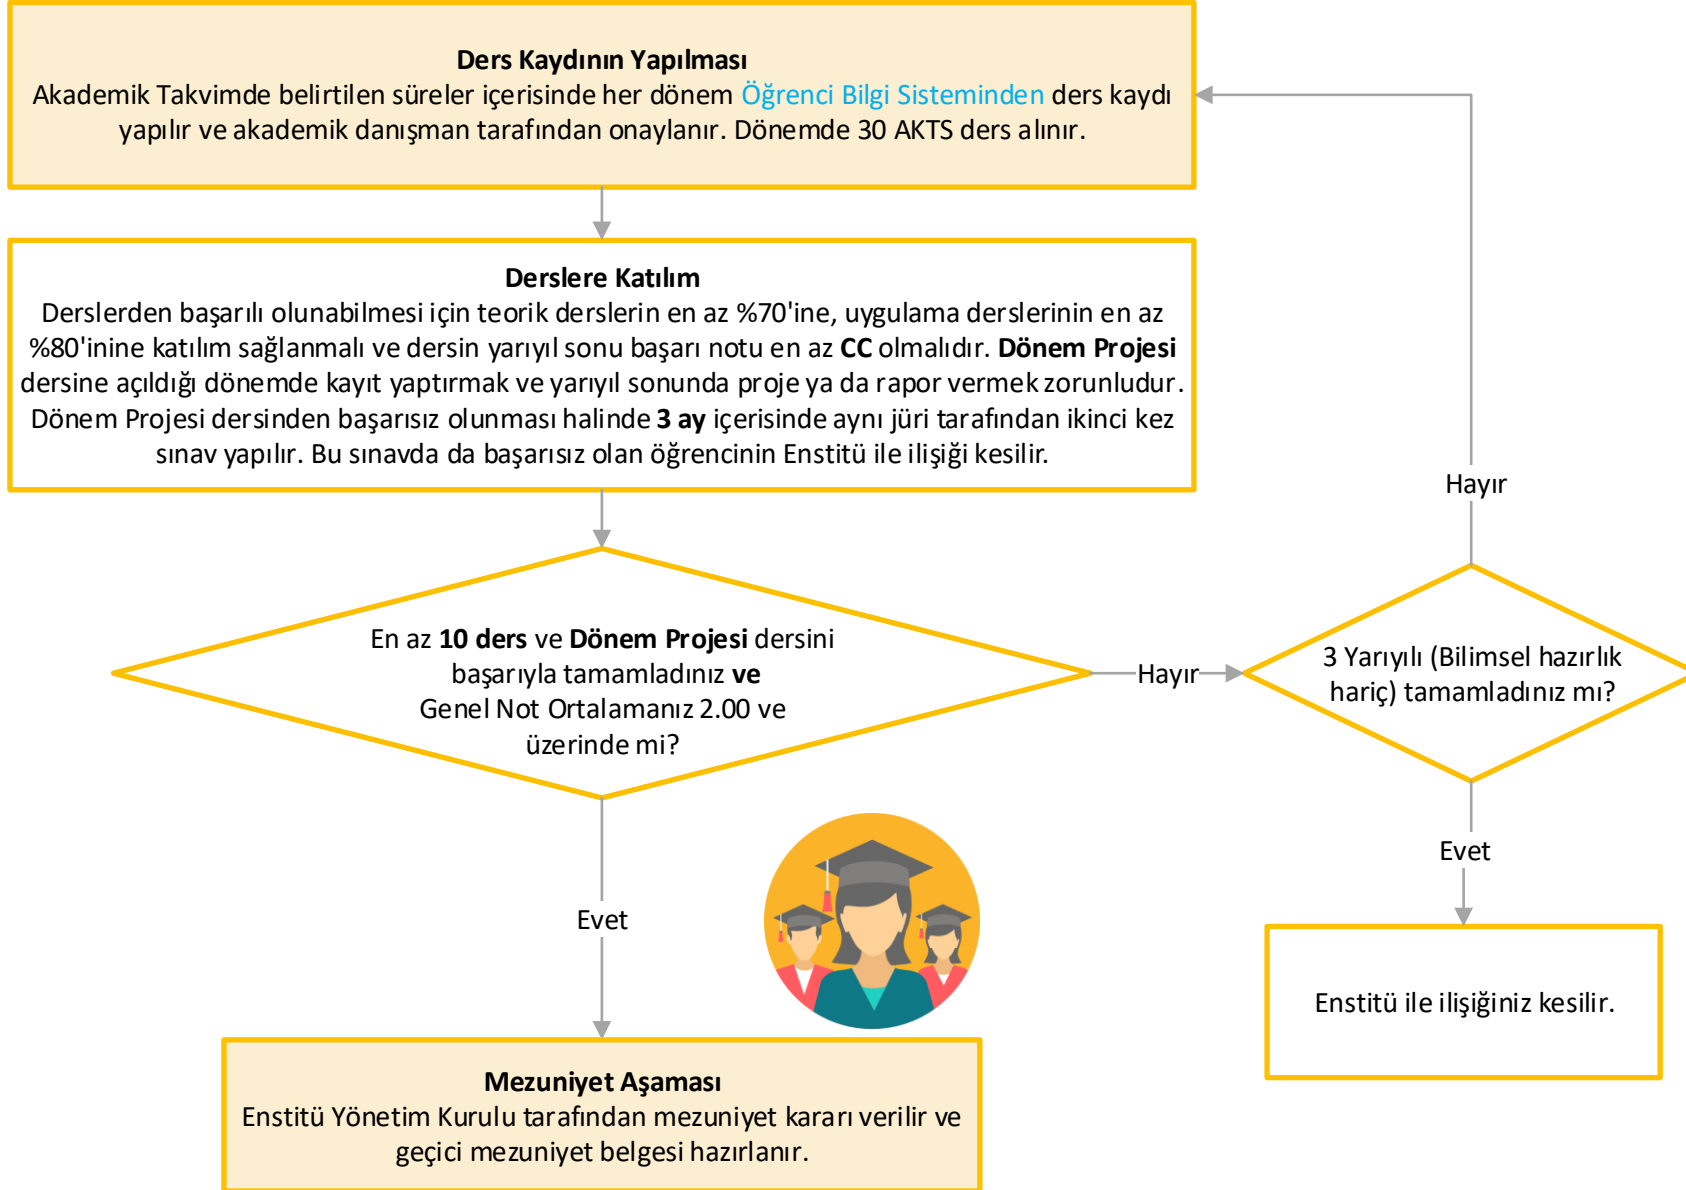 Ders Kaydının Yapılması
Akademik Takvimde belirtilen süreler içerisinde her dönem Öğrenci Bilgi Sisteminden ders kaydı
yapılır ve akademik danışman tarafından onaylanır. Dönemde 30 AKTS ders alınır.
Derslere Katılım
Derslerden başarılı olunabilmesi için teorik derslerin en az %70'ine, uygulama derslerinin en az
%80'inine katılım sağlanmalı ve dersin yarıyıl sonu başarı notu en az CC olmalıdır. Dönem Projesi
dersine açıldığı dönemde kayıt yaptırmak ve yarıyıl sonunda proje ya da rapor vermek zorunludur.
Dönem Projesi dersinden başarısız olunması halinde 3 ay içerisinde aynı jüri tarafından ikinci kez
sınav yapılır. Bu sınavda da başarısız olan öğrencinin Enstitü ile ilişiği kesilir.
Hayır
En az 10 ders ve Dönem Projesi dersini
başarıyla tamamladınız ve
Genel Not Ortalamanız 2.00 ve
üzerinde mi?
Hayır
3 Yarıyılı (Bilimsel hazırlık
hariç) tamamladınız mı?
Evet
Evet
Enstitü ile ilişiğiniz kesilir.
Mezuniyet Aşaması
Enstitü Yönetim Kurulu tarafından mezuniyet kararı verilir ve
geçici mezuniyet belgesi hazırlanır.